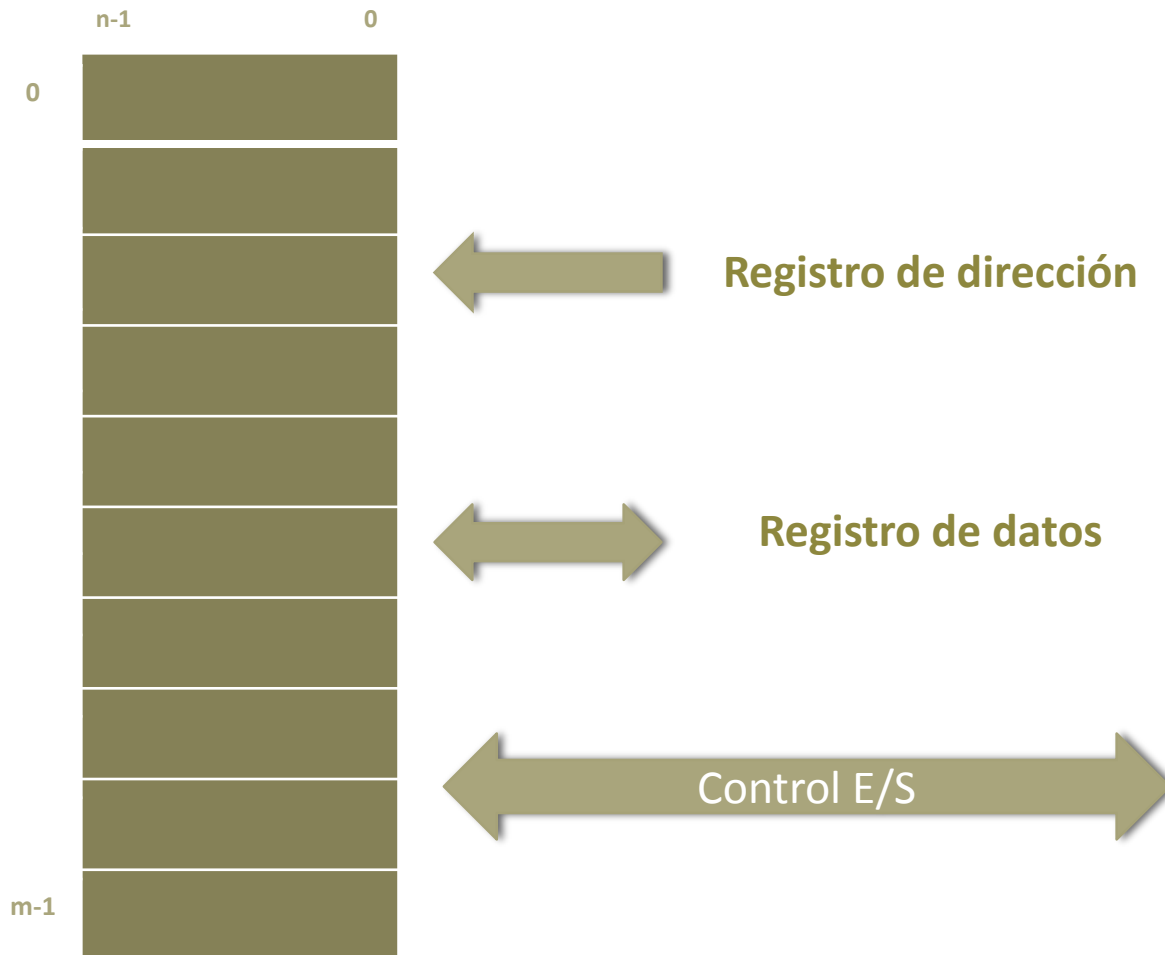 n-1 0
0
Registro de dirección
Registro de datos
Control E/S
m-1